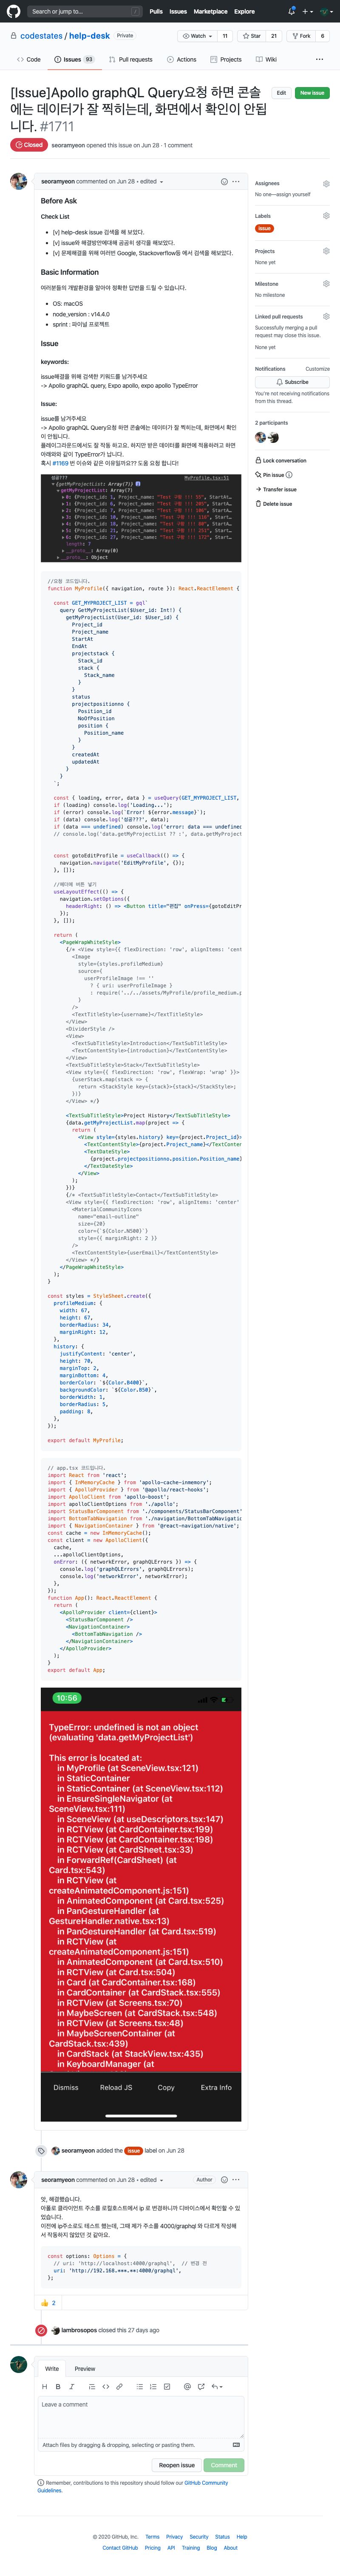 Search or jump to...
/
Pulls Issues Marketplace Explore
codestates / help-desk Private
Watch 11 Star 21 Fork 6
Code Issues 93 Pull requests Actions Projects Wiki
[Issue]Apollo graphQL Query요청 하면 콘솔
에는 데이터가 잘 찍히는데, 화면에서 확인이 안됩
니다. #1711
Edit New issue
Closed seoramyeon opened this issue on Jun 28 · 1 comment
seoramyeon commented on Jun 28 • edited
Before Ask
Check List
• [v] help-desk issue 검색을 해 보았다.
• [v] issue와 해결방안에대해 곰곰히 생각을 해보았다.
• [v] 문제해결을 위해 여러번 Google, Stackoverflow등 에서 검색을 해보았다.
Basic Information
여러분들의 개발환경을 알아야 정확한 답변을 드릴 수 있습니다.
• OS: macOS
• node_version : v14.4.0
• sprint : 파이널 프로젝트
Issue
keywords:
issue해결을 위해 검색한 키워드를 남겨주세요
-> Apollo graphQL query, Expo apollo, expo apollo TypeError
Issue:
issue를 남겨주세요
-> Apollo graphQL Query요청 하면 콘솔에는 데이터가 잘 찍히는데, 화면에서 확인
이 안됩니다.
플레이그라운드에서도 잘 작동 하고요. 하지만 받은 데이터를 화면에 적용하려고 하면
아래와와 같이 TypeError가 납니다.
혹시 #1169 번 이슈와 같은 이유일까요?? 도움 요청 합니다!
성공???
MyProfile.tsx:51
{getMyProjectList: Array(7)}
getMyProjectList: Array(7)
length: 7
__proto__: Array(0)
__proto__: Object
//요청 코드입니다.
function MyProfile({ navigation, route }): React.ReactElement {
const GET_MYPROJECT_LIST = gql`
query GetMyProjectList($User_id: Int!) {
getMyProjectList(User_id: $User_id) {
Project_id
Project_name
StartAt
EndAt
projectstack {
Stack_id
stack {
Stack_name
}
}
status
projectpositionno {
Position_id
NoOfPosition
position {
Position_name
}
}
createdAt
updatedAt
}
}
`;
const { loading, error, data } = useQuery(GET_MYPROJECT_LIST,
if (loading) console.log('Loading...');
if (error) console.log(`Error! ${error.message}`);
if (data) console.log('성공???', data);
if (data === undefined) console.log('error: data === undefined
// console.log('data.getMyProjectList ?? :', data.getMyProject
const gotoEditProfile = useCallback(() => {
navigation.navigate('EditMyProfile', {});
}, []);
//헤더에 버튼 넣기
useLayoutEffect(() => {
navigation.setOptions({
headerRight: () => <Button title="편집" onPress={gotoEditPr
});
}, []);
return (
<PageWrapWhiteStyle>
{/* <View style={{ flexDirection: 'row', alignItems: 'cent
<Image
style={styles.profileMedium}
source={
userProfileImage !== ''
? { uri: userProfileImage }
: require('../../assets/MyProfile/profile_medium.p
}
/>
<TextTitleStyle>{username}</TextTitleStyle>
</View>
<DividerStyle />
<View>
<TextSubTitleStyle>Introduction</TextSubTitleStyle>
<TextContentStyle>{introduction}</TextContentStyle>
</View>
<TextSubTitleStyle>Stack</TextSubTitleStyle>
<View style={{ flexDirection: 'row', flexWrap: 'wrap' }}>
{userStack.map(stack => {
return <StackStyle key={stack}>{stack}</StackStyle>;
})}
</View> */}
<TextSubTitleStyle>Project History</TextSubTitleStyle>
{data.getMyProjectList.map(project => {
return (
<View style={styles.history} key={project.Project_id}>
<TextContentStyle>{project.Project_name}</TextContentSt
<TextDateStyle>
{project.projectpositionno.position.Position_name}
</TextDateStyle>
</View>
);
})}
{/* <TextSubTitleStyle>Contact</TextSubTitleStyle>
<View style={{ flexDirection: 'row', alignItems: 'center'
<MaterialCommunityIcons
name="email-outline"
size={20}
color={`${Color.N500}`}
style={{ marginRight: 2 }}
/>
<TextContentStyle>{userEmail}</TextContentStyle>
</View> */}
</PageWrapWhiteStyle>
);
}
const styles = StyleSheet.create({
profileMedium: {
width: 67,
height: 67,
borderRadius: 34,
marginRight: 12,
},
history: {
justifyContent: 'center',
height: 70,
marginTop: 2,
marginBottom: 4,
borderColor: `${Color.B400}`,
backgroundColor: `${Color.B50}`,
borderWidth: 1,
borderRadius: 5,
padding: 8,
},
});
export default MyProfile;
// app.tsx 코드입니다.
import React from 'react';
import { InMemoryCache } from 'apollo-cache-inmemory';
import { ApolloProvider } from '@apollo/react-hooks';
import ApolloClient from 'apollo-boost';
import apolloClientOptions from './apollo';
import StatusBarComponent from './components/StatusBarComponent'
import BottomTabNavigation from './navigation/BottomTabNavigatio
import { NavigationContainer } from '@react-navigation/native';
const cache = new InMemoryCache();
const client = new ApolloClient({
cache,
...apolloClientOptions,
onError: ({ networkError, graphQLErrors }) => {
console.log('graphQLErrors', graphQLErrors);
console.log('networkError', networkError);
},
});
function App(): React.ReactElement {
return (
<ApolloProvider client={client}>
<StatusBarComponent />
<NavigationContainer>
<BottomTabNavigation />
</NavigationContainer>
</ApolloProvider>
);
}
export default App;
10:56
TypeError: undefined is not an object
(evaluating 'data.getMyProjectList')
This error is located at:
in MyProfile (at SceneView.tsx:121)
in StaticContainer
in StaticContainer (at SceneView.tsx:112)
in EnsureSingleNavigator (at
SceneView.tsx:111)
in SceneView (at useDescriptors.tsx:147)
in RCTView (at CardContainer.tsx:199)
in RCTView (at CardContainer.tsx:198)
in RCTView (at CardSheet.tsx:33)
in ForwardRef(CardSheet) (at
Card.tsx:543)
in RCTView (at
createAnimatedComponent.js:151)
in AnimatedComponent (at Card.tsx:525)
in PanGestureHandler (at
GestureHandler.native.tsx:13)
in PanGestureHandler (at Card.tsx:519)
in RCTView (at
createAnimatedComponent.js:151)
in AnimatedComponent (at Card.tsx:510)
in RCTView (at Card.tsx:504)
in Card (at CardContainer.tsx:168)
in CardContainer (at CardStack.tsx:555)
in RCTView (at Screens.tsx:70)
in MaybeScreen (at CardStack.tsx:548)
in RCTView (at Screens.tsx:48)
in MaybeScreenContainer (at
CardStack.tsx:439)
in CardStack (at StackView.tsx:435)
in KeyboardManager (at
Dismiss Reload JS Copy Extra Info
seoramyeon added the issue label on Jun 28
seoramyeon commented on Jun 28 • edited Author
앗, 해결됐습니다.
아폴로 클라이언트 주소를 로컬호스트에서 ip 로 변경하니까 디바이스에서 확인할 수 있
었습니다.
이전에 ip주소로도 테스트 했는데, 그때 제가 주소를 4000/graphql 와 다르게 작성해
서 작동하지 않았던 것 같아요.
const options: Options = {
// uri: 'http://localhost:4000/graphql', // 변경 전
uri: 'http://192.168.***.**:4000/graphql',
};
👍 2
lambrosopos closed this 27 days ago
Write Preview
Leave a comment
Attach files by dragging & dropping, selecting or pasting them.
Reopen issue Comment
Remember, contributions to this repository should follow our GitHub Community
Guidelines.
Assignees
No one—assign yourself
Labels
issue
Projects
None yet
Milestone
No milestone
Linked pull requests
Successfully merging a pull
request may close this issue.
None yet
Notifications Customize
Subscribe
You're not receiving notifications
from this thread.
2 participants
Lock conversation
Pin issue
Transfer issue
Delete issue
© 2020 GitHub, Inc. Terms Privacy Security Status Help
Contact GitHub Pricing API Training Blog About